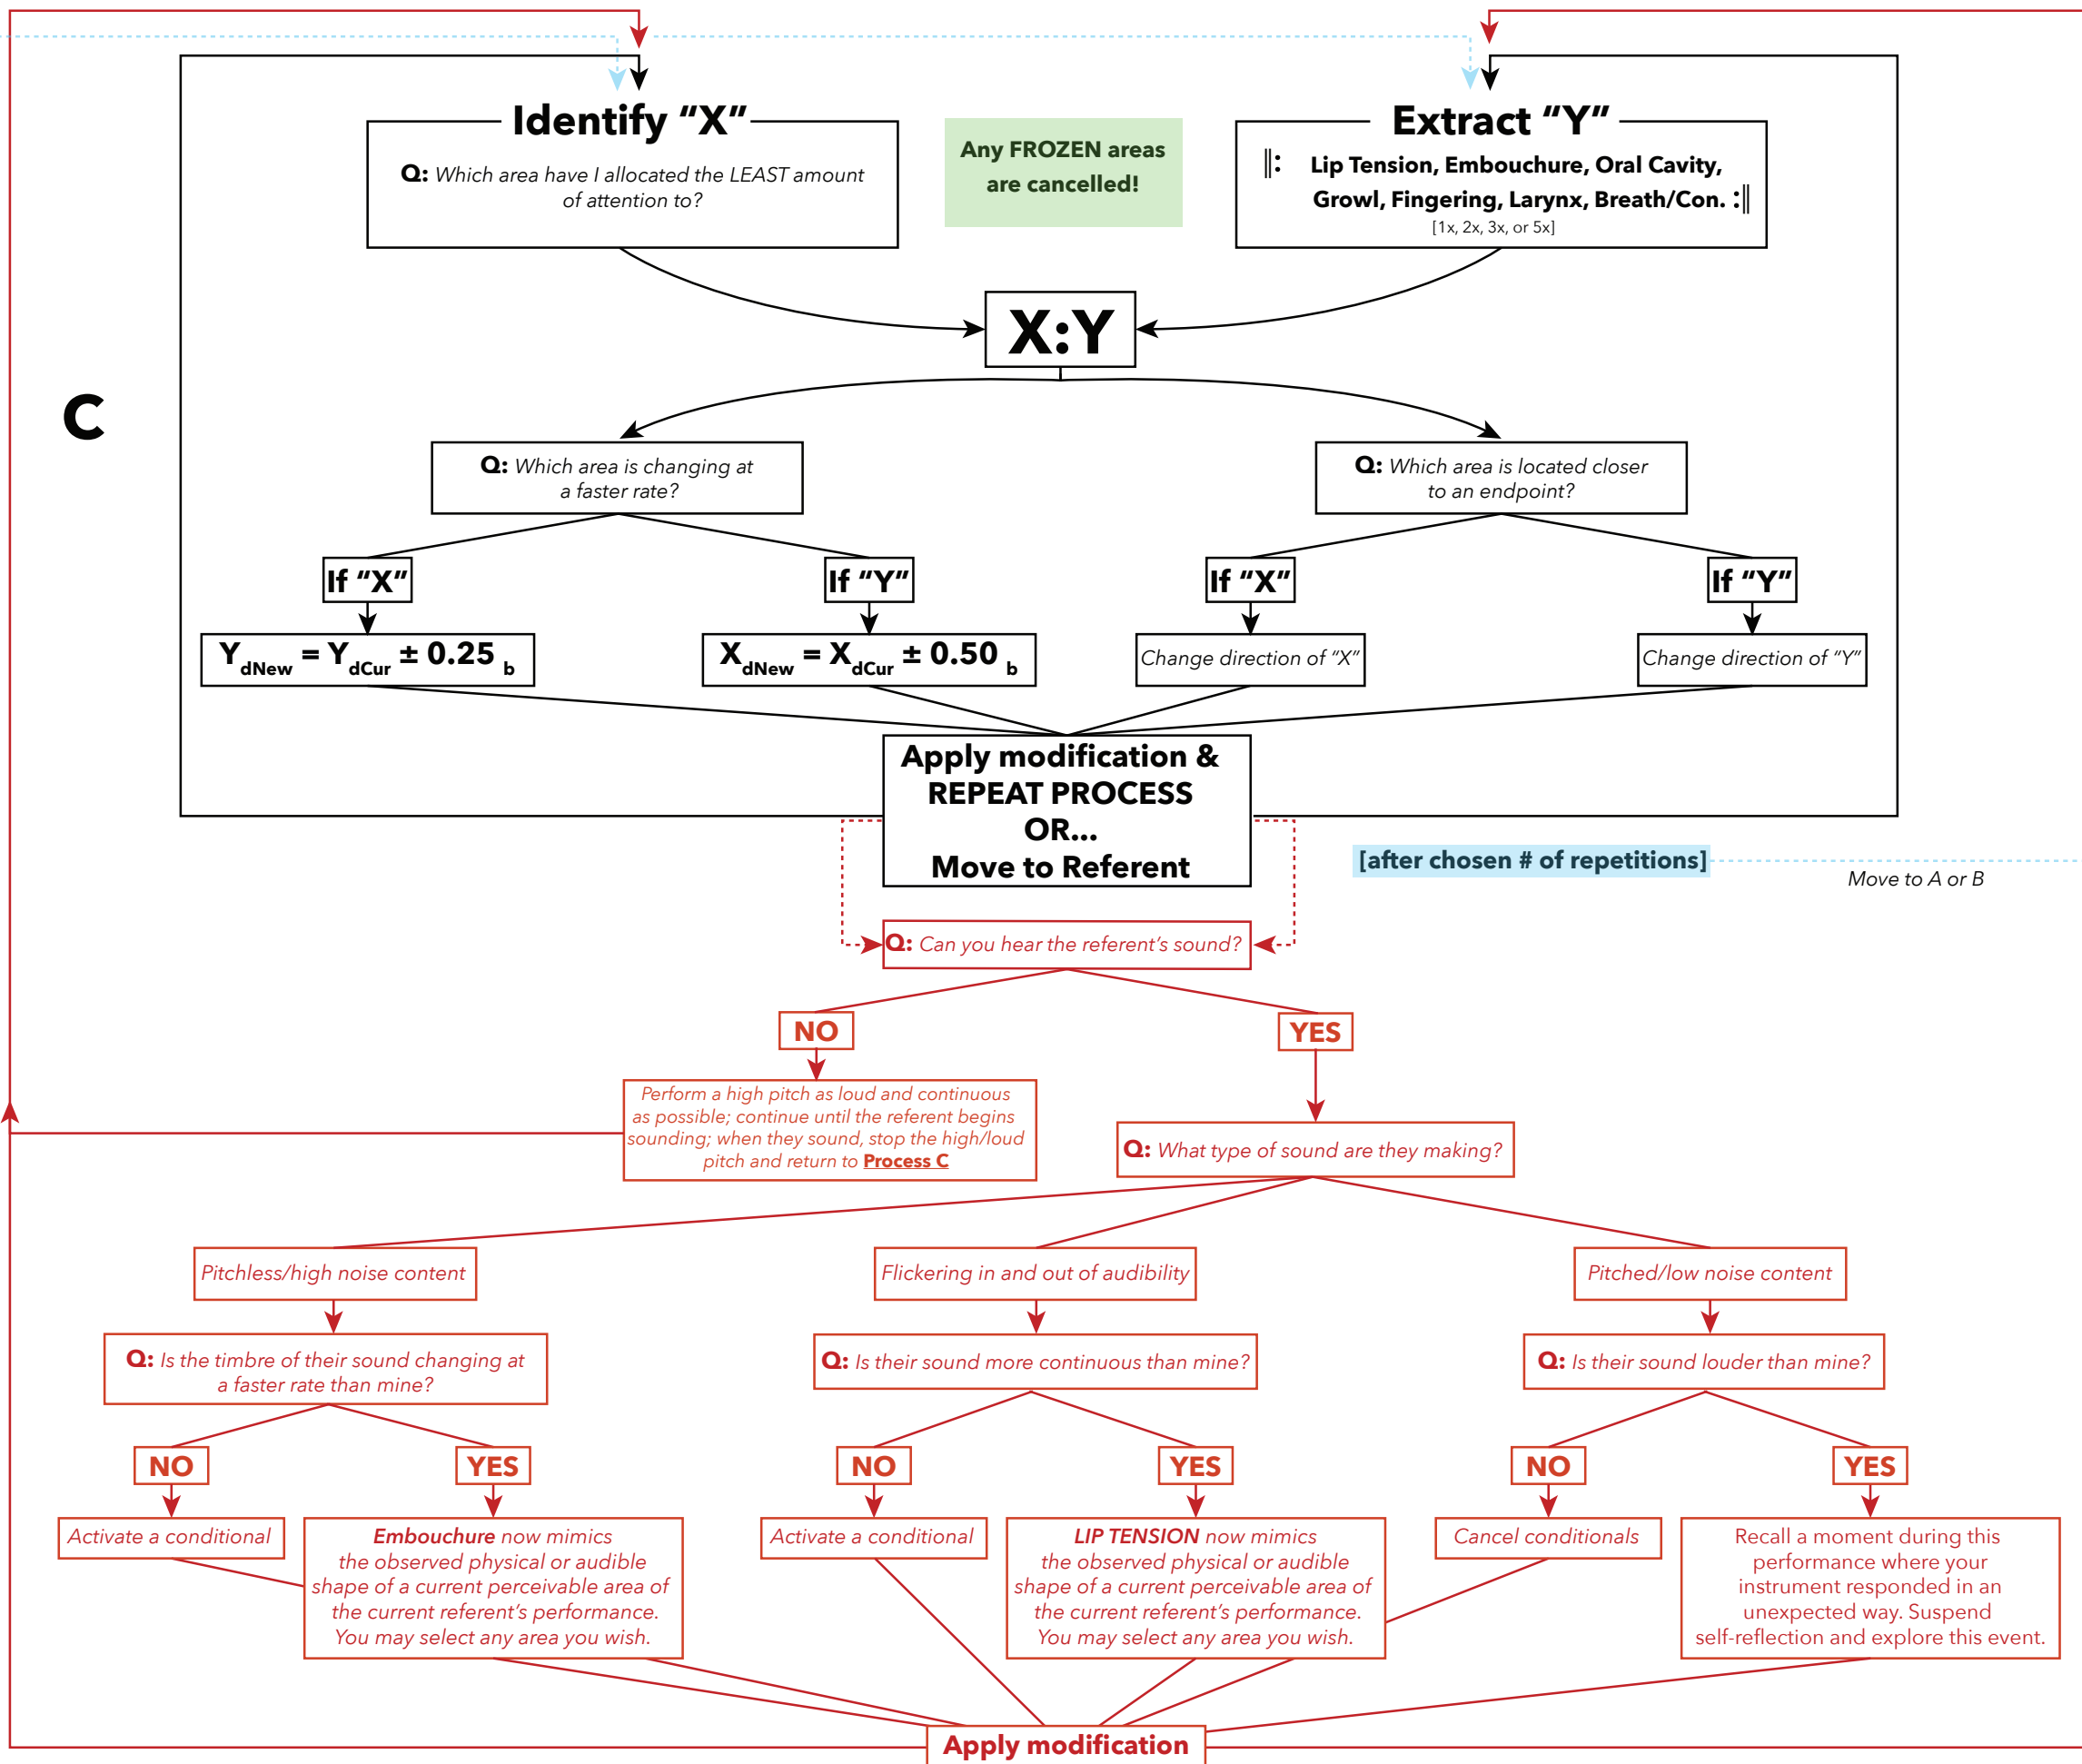 Identify “X”
Q: Which area have I allocated the LEAST amount
of attention to?
Any FROZEN areas
are cancelled!
Extract “Y”
‖: Lip Tension, Embouchure, Oral Cavity,
Growl, Fingering, Larynx, Breath/Con. :‖
[1x, 2x, 3x, or 5x]
X:Y
C
Q: Which area is changing at
a faster rate?
Q: Which area is located closer
to an endpoint?
If “X”
If “Y”
If “X”
If “Y”
YdNew = YdCur ± 0.25 b
XdNew = XdCur ± 0.50 b
Change direction of “X”
Change direction of “Y”
Apply modification &
REPEAT PROCESS
OR...
Move to Referent
[after chosen # of repetitions]
Move to A or B
Q: Can you hear the referent’s sound?
NO
YES
Perform a high pitch as loud and continuous
as possible; continue until the referent begins
sounding; when they sound, stop the high/loud
pitch and return to Process C
Q: What type of sound are they making?
Pitchless/high noise content
Flickering in and out of audibility
Pitched/low noise content
Q: Is the timbre of their sound changing at
a faster rate than mine?
Q: Is their sound more continuous than mine?
Q: Is their sound louder than mine?
NO
YES
NO
YES
NO
YES
Activate a conditional
Embouchure now mimics
the observed physical or audible
shape of a current perceivable area of
the current referent’s performance.
You may select any area you wish.
Activate a conditional
LIP TENSION now mimics
the observed physical or audible
shape of a current perceivable area of
the current referent’s performance.
You may select any area you wish.
Cancel conditionals
Recall a moment during this
performance where your
instrument responded in an
unexpected way. Suspend
self-reflection and explore this event.
Apply modification